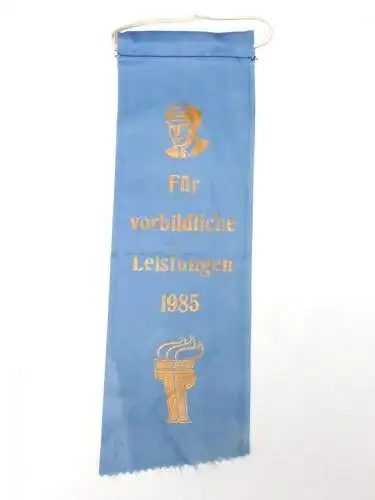 Für
vorbildliche
Leistungen
1985